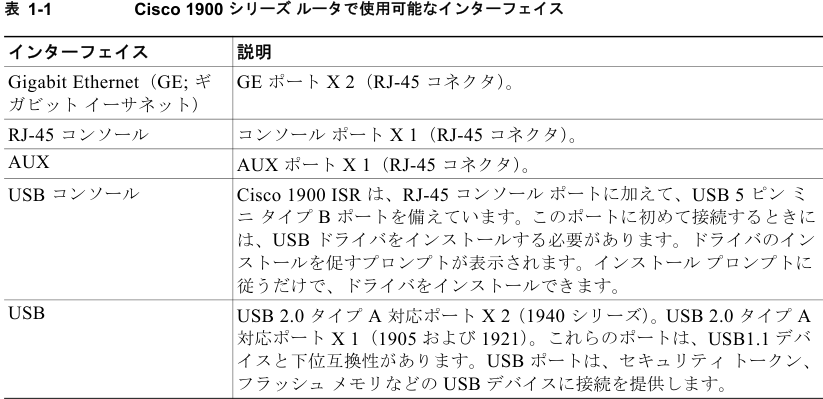 表 1-1 Cisco 1900 シリーズ ルータで使用可能なインターフェイス
インターフェイス 説明
Gigabit Ethernet（GE; ギ GE ポート X 2（RJ-45 コネクタ）。
ガビット イーサネット）
RJ-45 コンソール コンソール ポート X 1（RJ-45 コネクタ）。
AUX AUX ポート X 1（RJ-45 コネクタ）。
USB コンソール Cisco 1900 ISR は、RJ-45 コンソール ポートに加えて、USB 5 ピン ミ
ニ タイプ B ポートを備えています。このポートに初めて接続するときに
は、USB ドライバをインストールする必要があります。ドライバのイン
ストールを促すプロンプトが表示されます。インストール プロンプトに
従うだけで、ドライバをインストールできます。
USB USB 2.0 タイプ A 対応ポート X 2（1940 シリーズ）。USB 2.0 タイプ A
対応ポート X 1（1905 および 1921）。これらのポートは、USB1.1 デバ
イスと下位互換性があります。USB ポートは、セキュリティ トークン、
フラッシュ メモリなどの USB デバイスに接続を提供します。